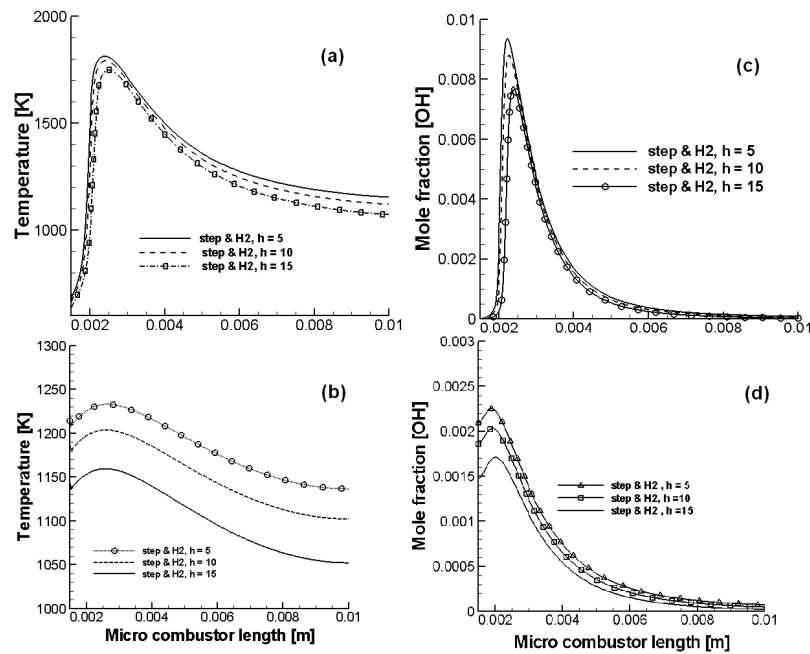 2000
1800
1400
1000
Temperature [K]
(a)
step & H2, h = 5
step & H2, h = 10
step & H2, h = 15
0.002
0.004
0.006
0.008
0.01
0.01
0.008
0.006
0.004
0.002
0
Mole fraction [OH]
(c)
step & H2, h = 5
step & H2, h = 10
step & H2, h = 15
0.002
0.004
0.006
0.008
0.01
1300
1250
1200
1150
1100
1050
1000
Temperature [K]
(b)
step & H2, h = 5
step & H2, h = 10
step & H2, h = 15
0.002
0.004
0.006
0.008
0.01
Micro combustor length [m]
0.003
0.0025
0.002
0.0015
0.001
0.0005
0
Mole fraction [OH]
(d)
step & H2 , h = 5
step & H2, h =10
step & H2 , h =15
0.002
0.004
0.006
0.008
0.01
Micro combustor length [m]